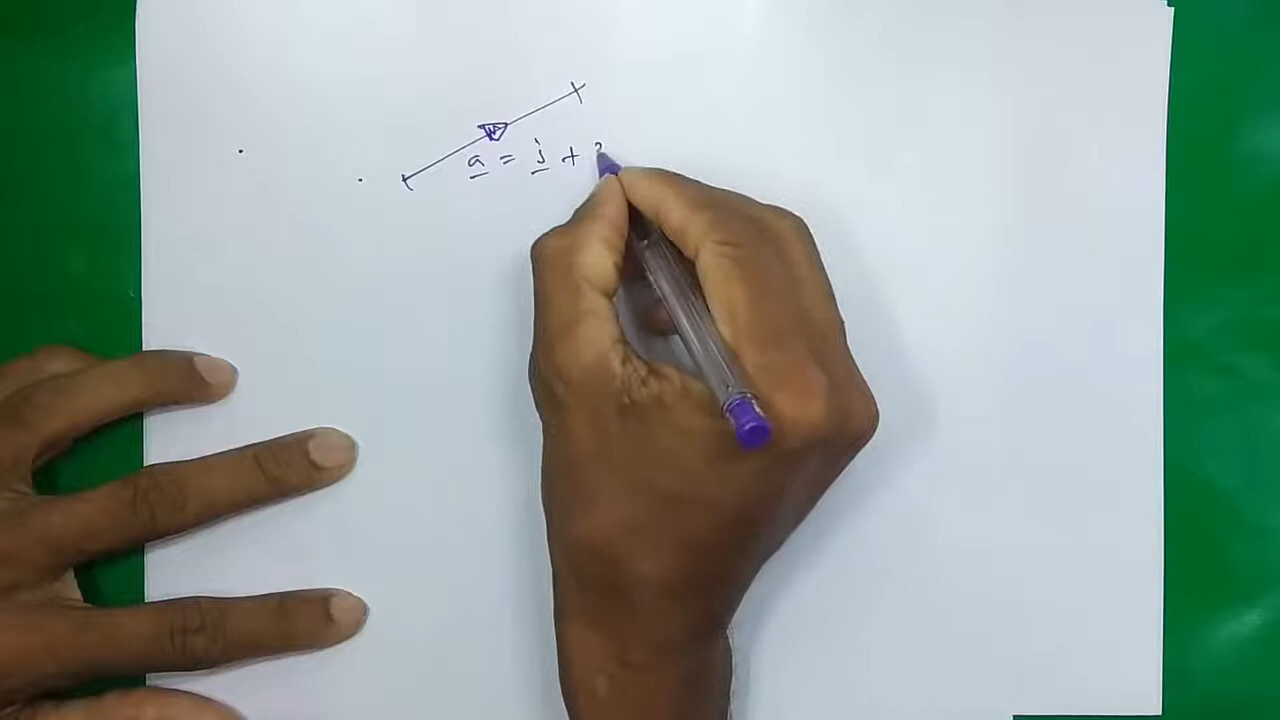 a = j +